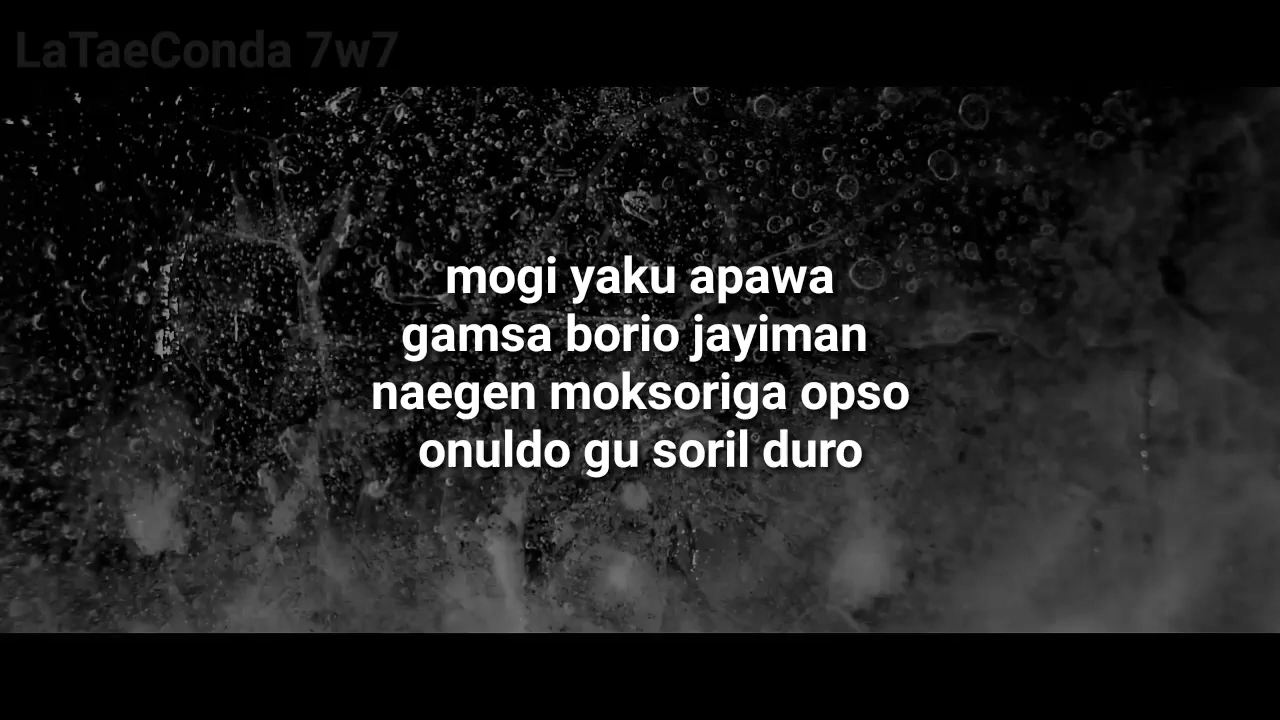 LaTaeConda 7w7
mogi yaku apawa
gamsa borio jayiman
naegen moksoriga opso
onuldo gu soril duro